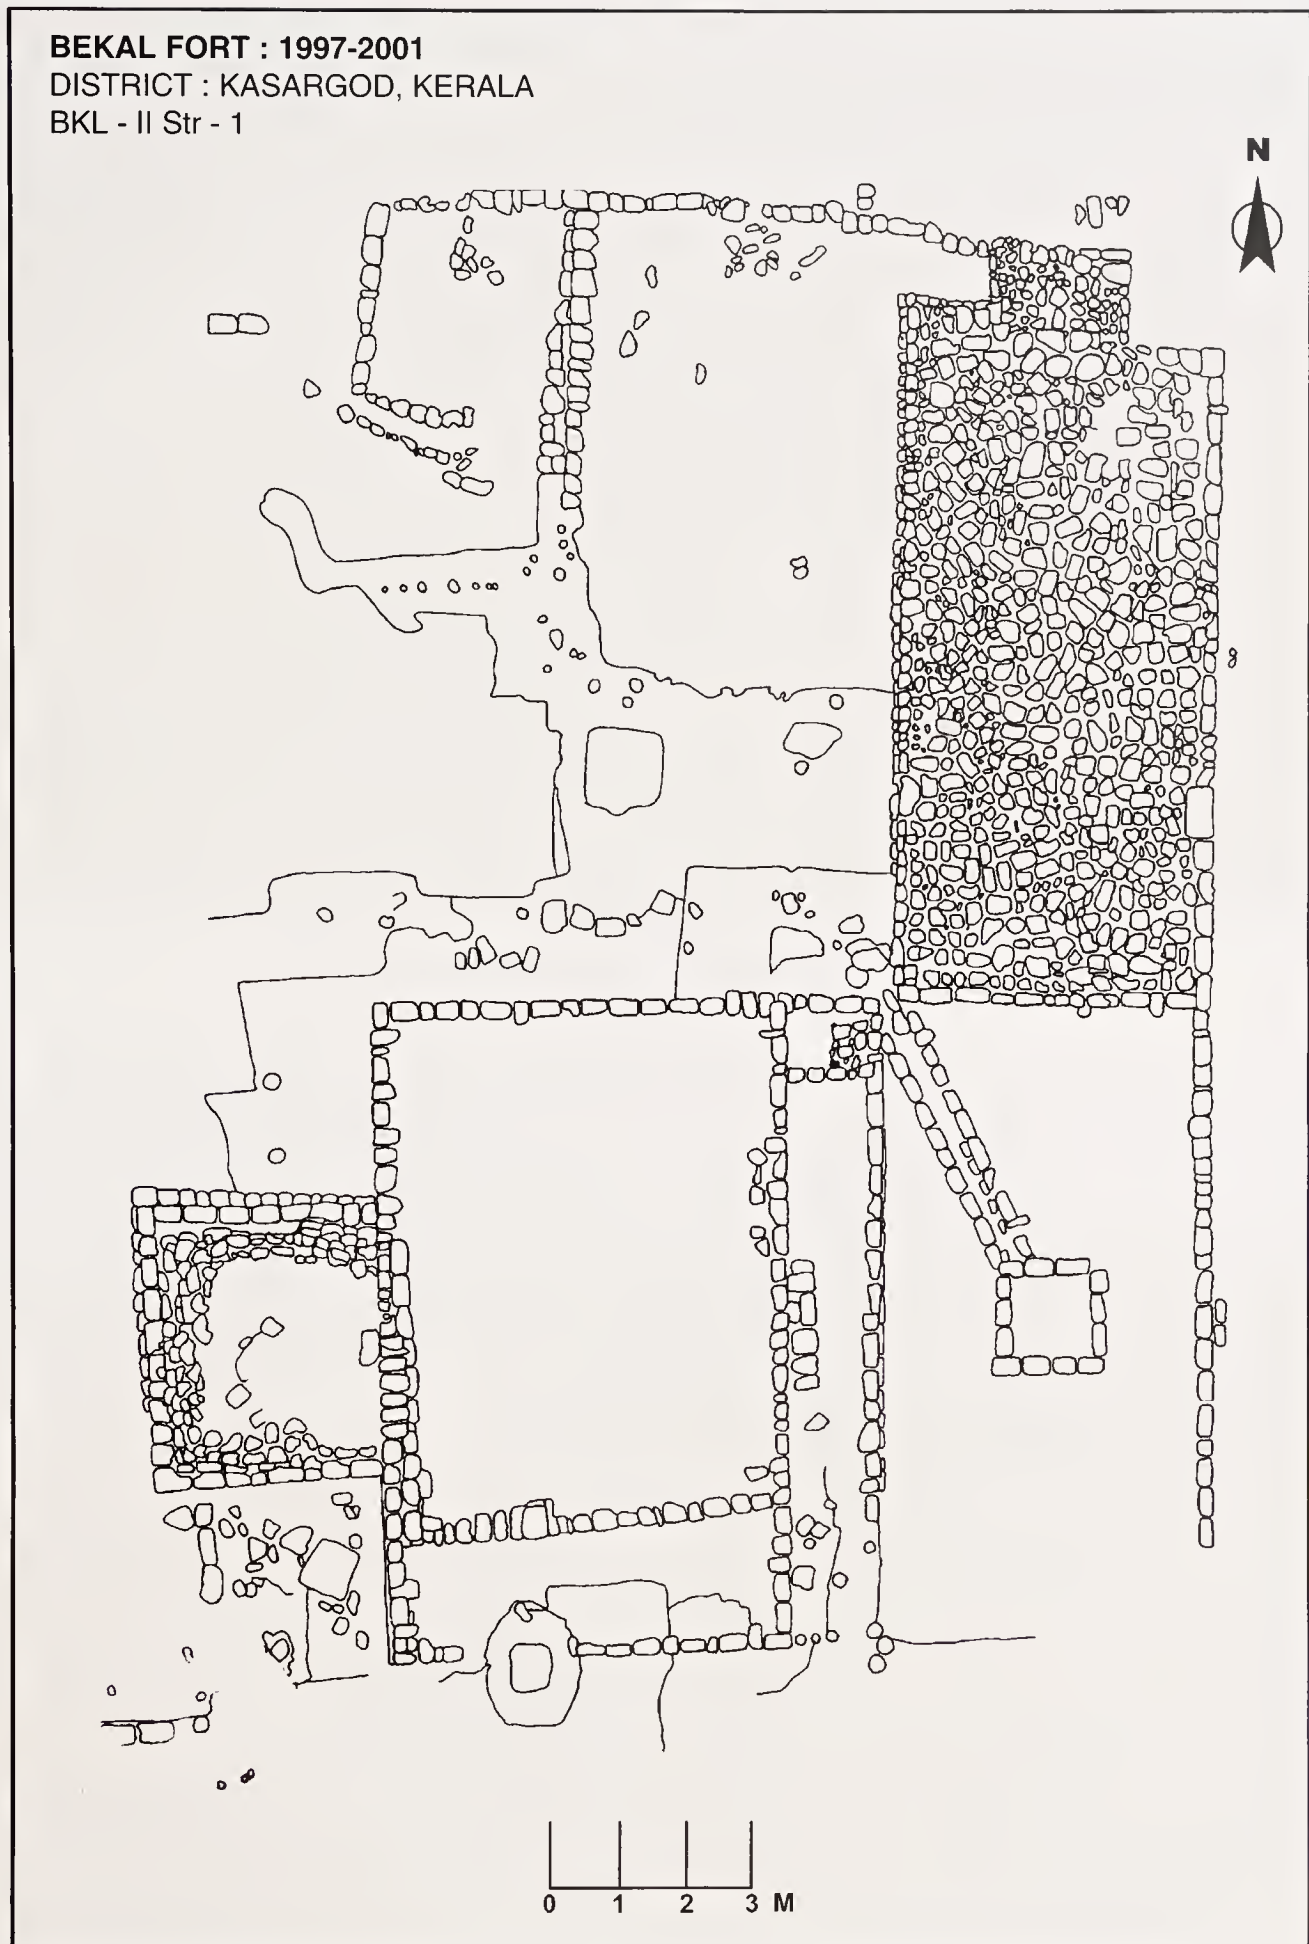 BEKAL FORT : 1997-2001
DISTRICT : KASARGOD, KERALA
BKL - II Str - 1
N
0 1 2 3 M